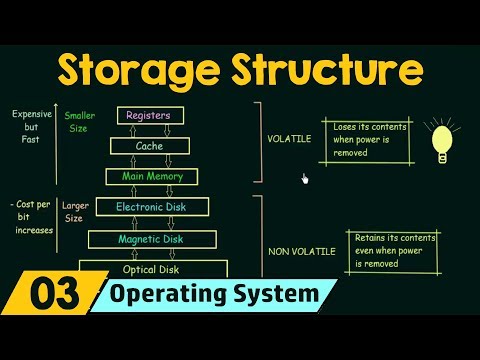 Storage Structure
Expensive
but
Fast
Smaller
Size
Registers
Cache
Main Memory
VOLATILE
Loses its contents
when power is
removed
- Cost per
bit
increases
Larger
Size
Electronic Disk
Magnetic Disk
Optical Disk
NON VOLATILE
Retains its contents
even when power
is removed
03
Operating System